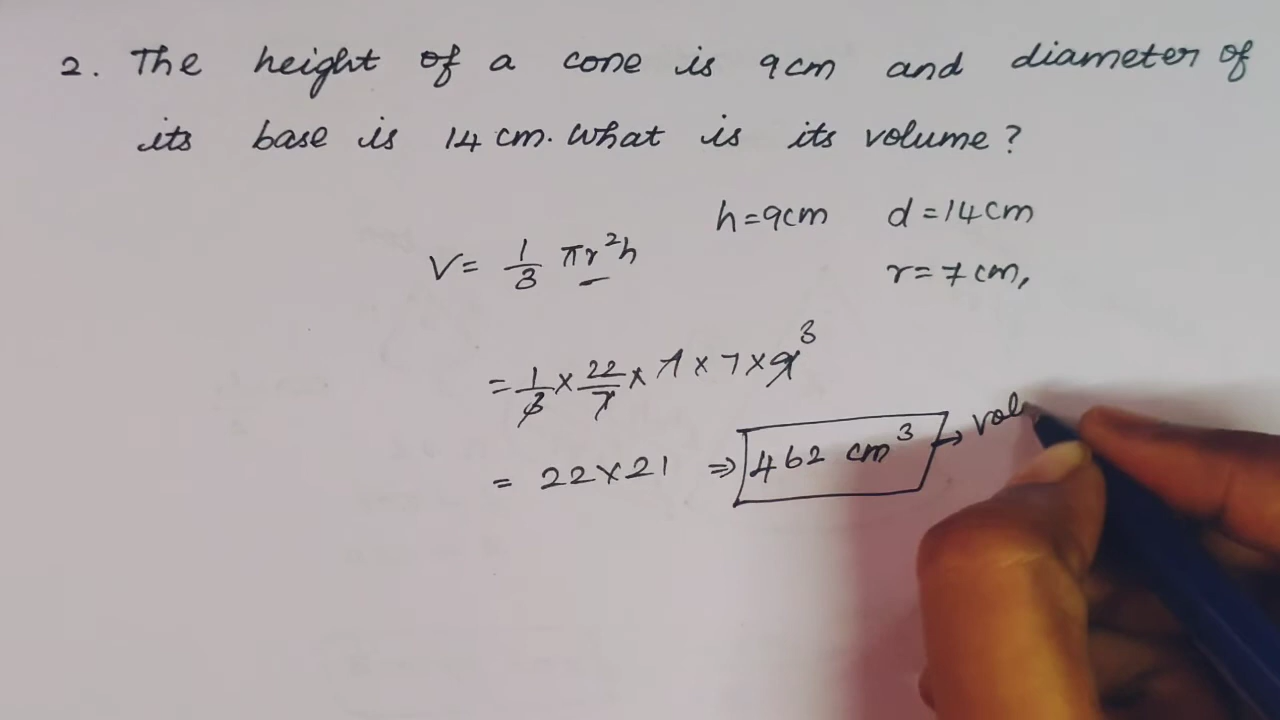 2. The height of a cone is 9cm and diameter of
its base is 14 cm. What is its volume?
h=9cm d=14cm
V= 1/3 πr²h
r=7cm,
= 1/3 × 22/7 × 7 × 7 × 9 3
= 22×21 ⇒ 462 cm³ → vol